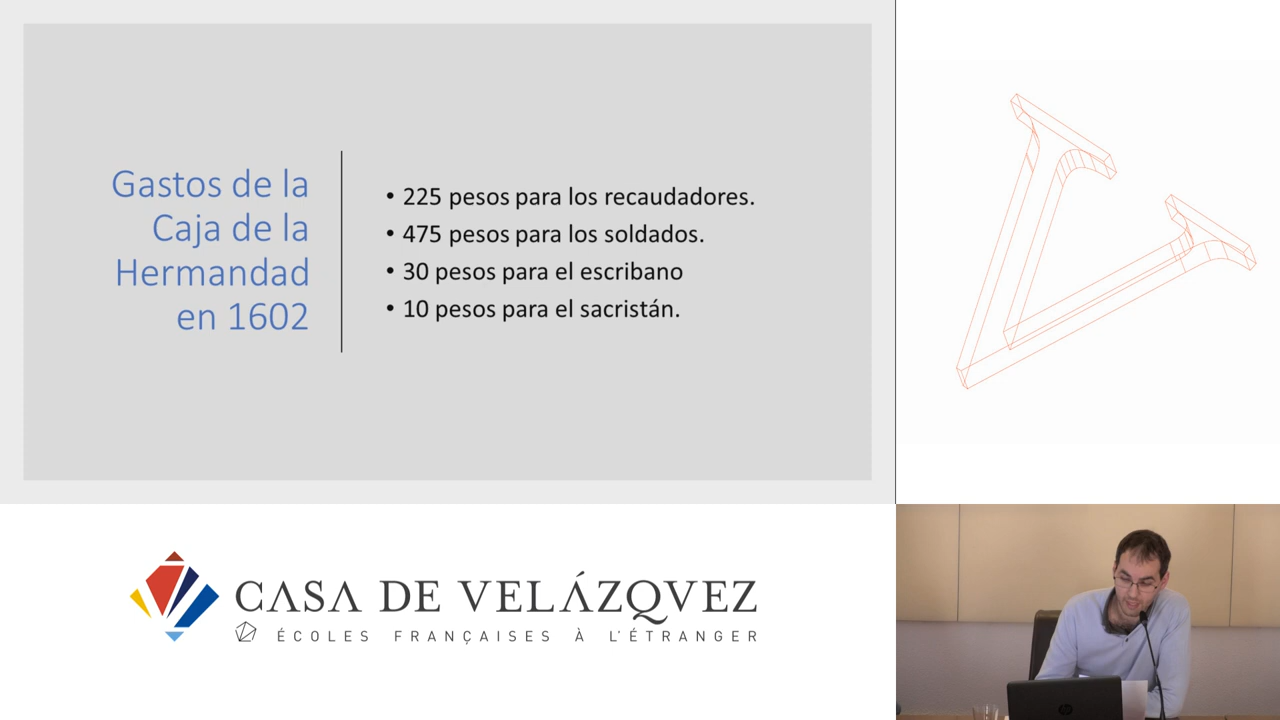 Gastos de la
Caja de la
Hermandad
en 1602
• 225 pesos para los recaudadores.
• 475 pesos para los soldados.
• 30 pesos para el escribano
• 10 pesos para el sacristán.
CASA DE VELÁZQVEZ
ÉCOLES FRANÇAISES À L'ÉTRANGER